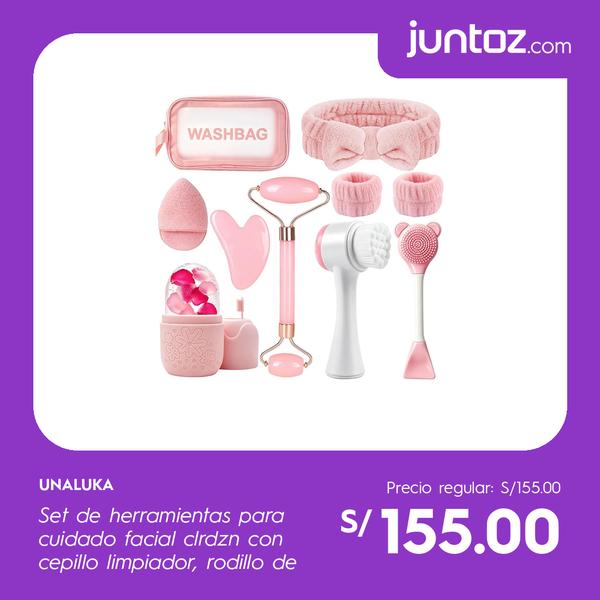 juntoz.com
WASHBAG
UNALUKA
Set de herramientas para
cuidado facial clrdzn con
cepillo limpiador, rodillo de
Precio regular: S/155.00
S/ 155.00